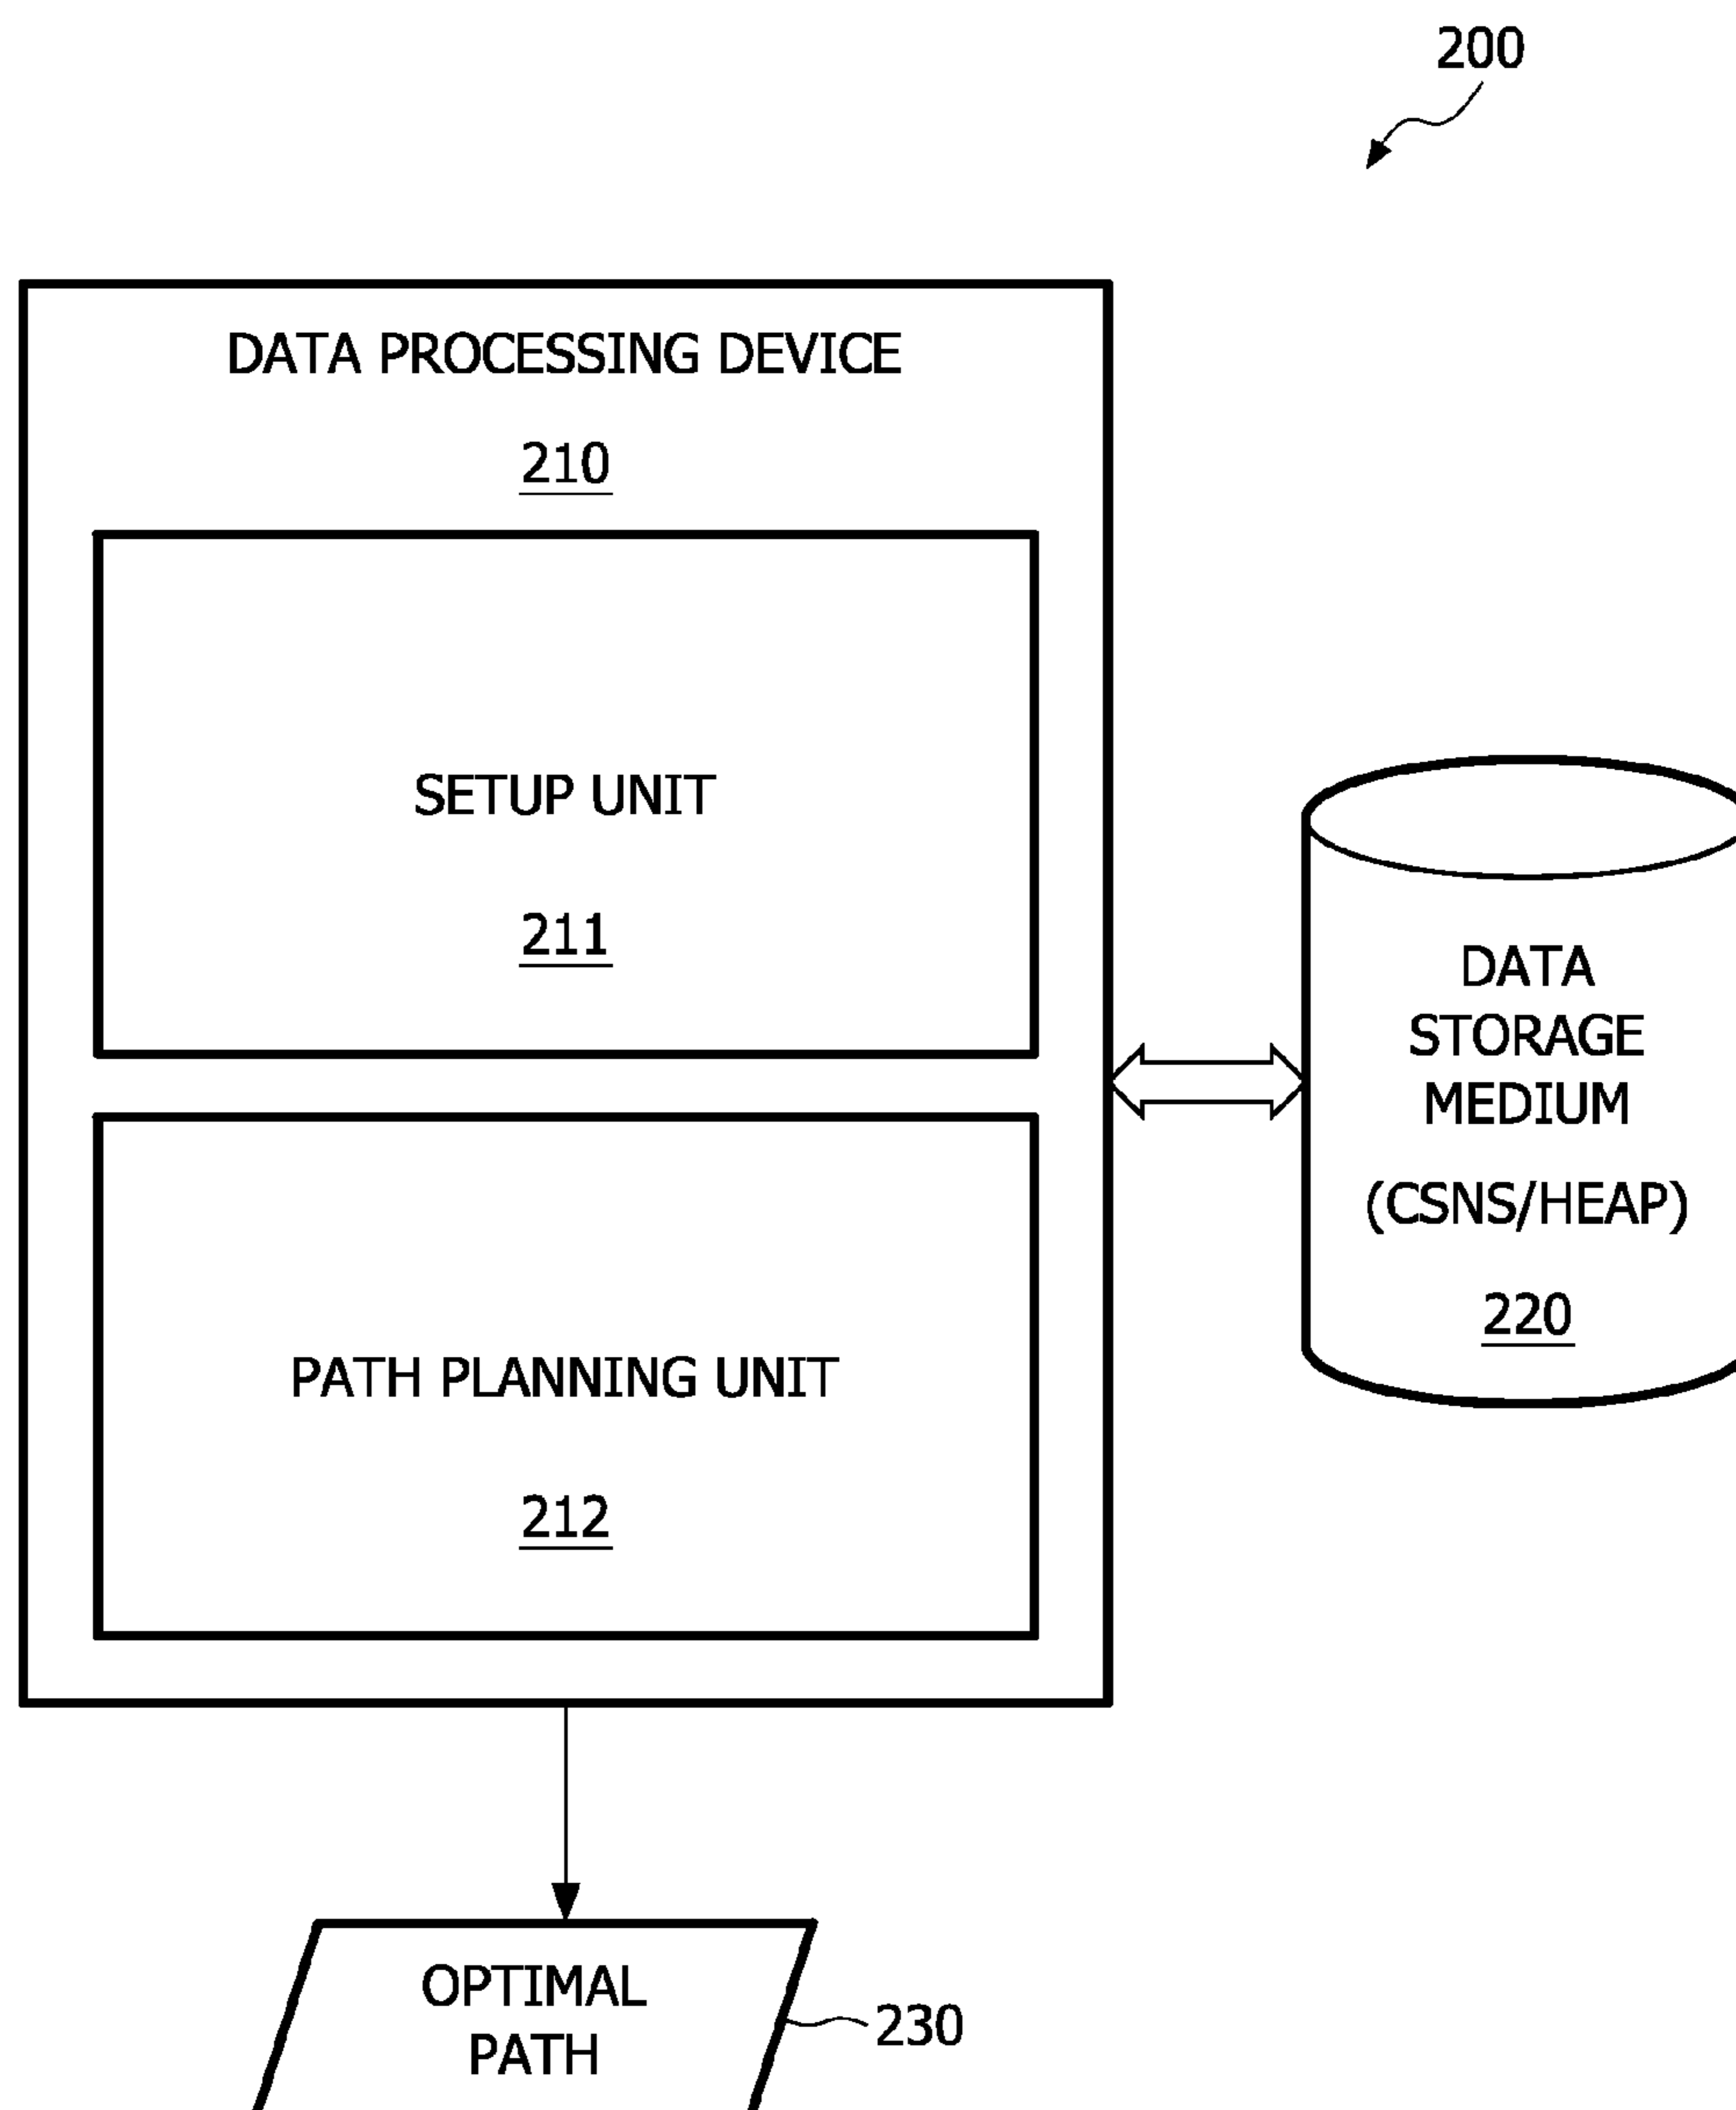 200
DATA PROCESSING DEVICE
210
SETUP UNIT
211
PATH PLANNING UNIT
212
DATA
STORAGE
MEDIUM
(CSNS/HEAP)
220
OPTIMAL
PATH
230